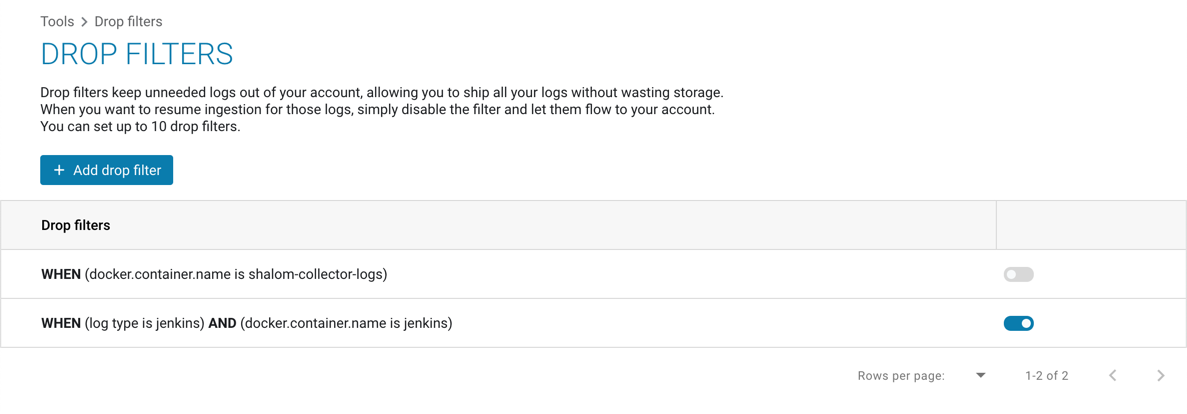 Tools > Drop filters
DROP FILTERS
Drop filters keep unneeded logs out of your account, allowing you to ship all your logs without wasting storage.
When you want to resume ingestion for those logs, simply disable the filter and let them flow to your account.
You can set up to 10 drop filters.
+ Add drop filter
Drop filters
WHEN (docker.container.name is shalom-collector-logs)
WHEN (log type is jenkins) AND (docker.container.name is jenkins)
Rows per page: 1-2 of 2